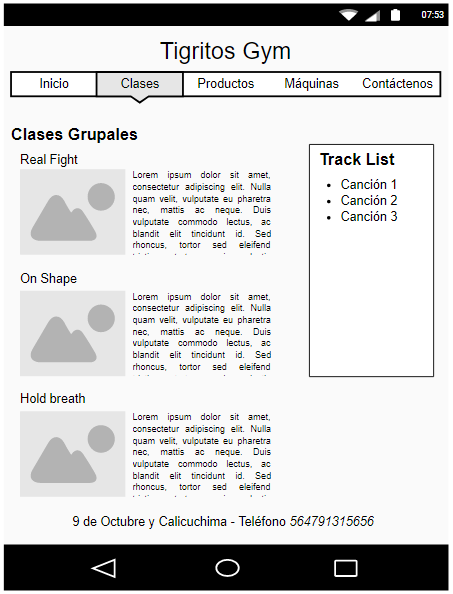 07:53
Tigritos Gym
Inicio Clases Productos Máquinas Contáctenos
Clases Grupales
Real Fight
Lorem ipsum dolor sit amet,
consectetur adipiscing elit. Nulla
quam velit, vulputate eu pharetra
nec, mattis ac neque. Duis
vulputate commodo lectus, ac
blandit elit tincidunt id. Sed
rhoncus, tortor sed eleifend
On Shape
Lorem ipsum dolor sit amet,
consectetur adipiscing elit. Nulla
quam velit, vulputate eu pharetra
nec, mattis ac neque. Duis
vulputate commodo lectus, ac
blandit elit tincidunt id. Sed
rhoncus, tortor sed eleifend
Hold breath
Lorem ipsum dolor sit amet,
consectetur adipiscing elit. Nulla
quam velit, vulputate eu pharetra
nec, mattis ac neque. Duis
vulputate commodo lectus, ac
blandit elit tincidunt id. Sed
rhoncus, tortor sed eleifend
Track List
• Canción 1
• Canción 2
• Canción 3
9 de Octubre y Calicuchima - Teléfono 564791315656